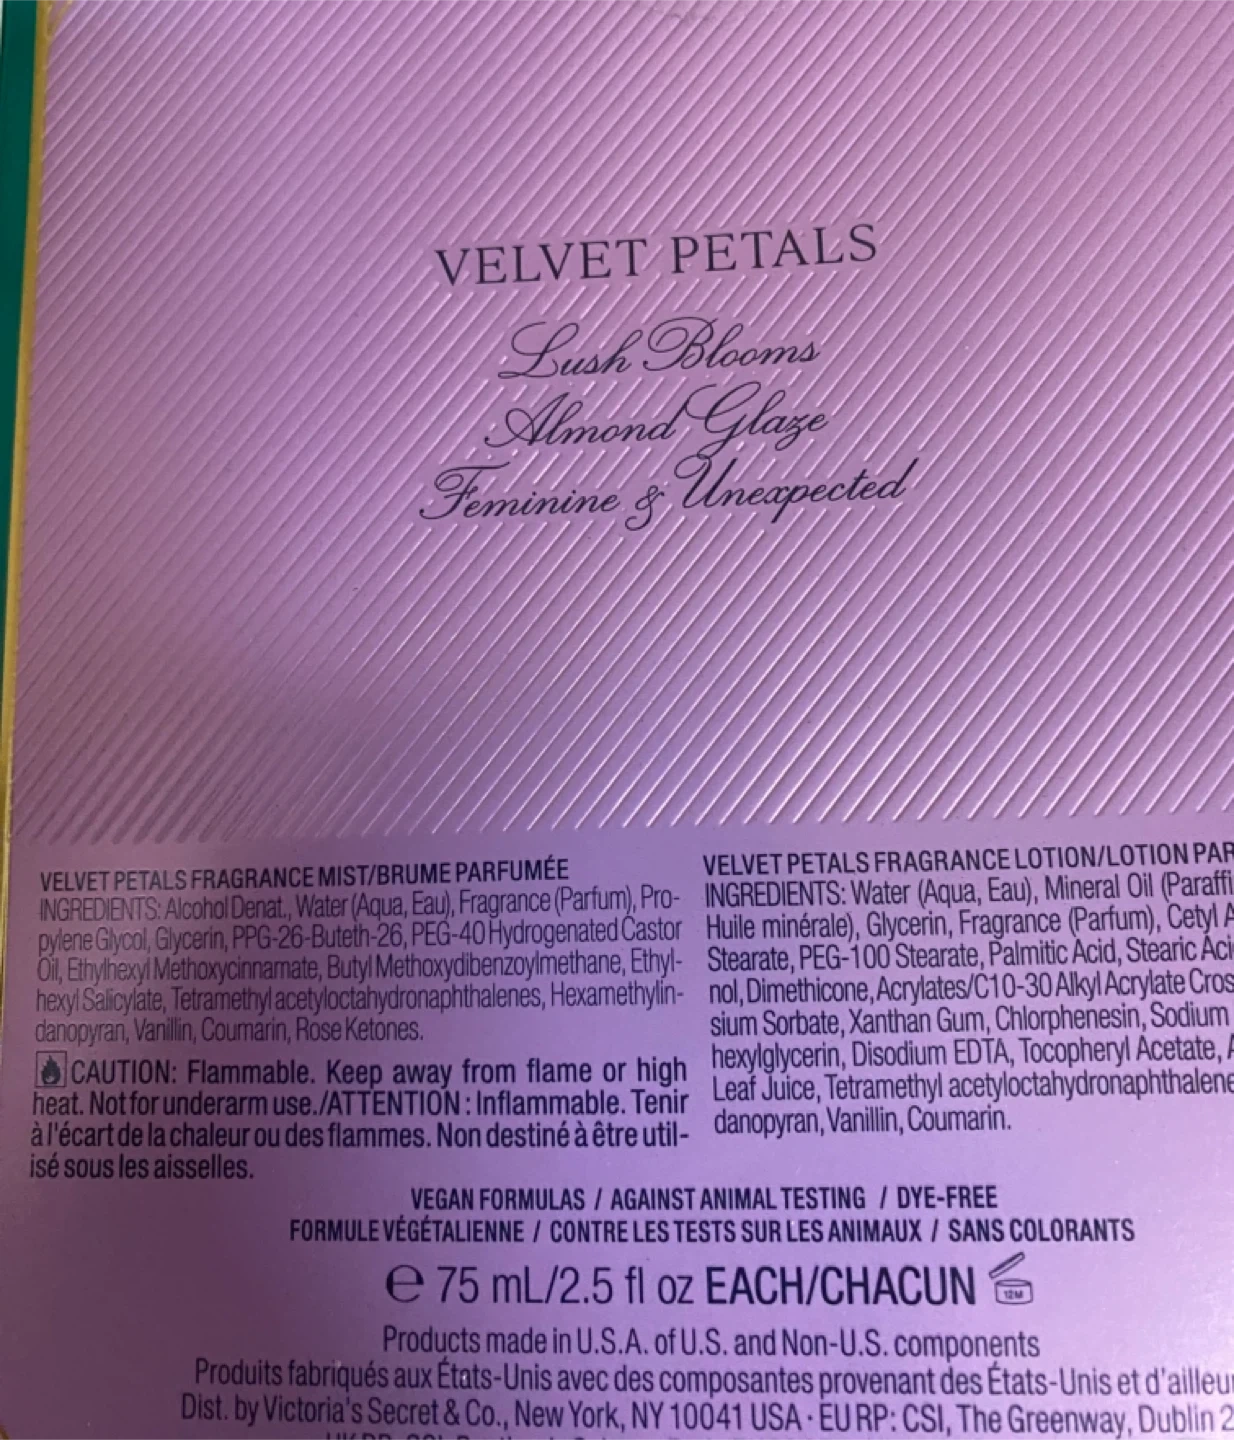 VELVET PETALS
Lush Blooms
Almond Glaze
Feminine & Unexpected
VELVET PETALS FRAGRANCE MIST/BRUME PARFUMÉE
INGREDIENTS: Alcohol Denat., Water (Aqua, Eau), Fragrance (Parfum), Pro-
pylene Glycol, Glycerin, PPG-26-Buteth-26, PEG-40 Hydrogenated Castor
Oil, Ethylhexyl Methoxycinnamate, Butyl Methoxydibenzoylmethane, Ethyl-
hexyl Salicylate, Tetramethyl acetyloctahydronaphthalenes, Hexamethylin-
danopyran, Vanillin, Coumarin, Rose Ketones.
CAUTION: Flammable. Keep away from flame or high
heat. Not for underarm use./ATTENTION : Inflammable. Tenir
à l'écart de la chaleur ou des flammes. Non destiné à être util-
isé sous les aisselles.
VELVET PETALS FRAGRANCE LOTION/LOTION PAR
INGREDIENTS: Water (Aqua, Eau), Mineral Oil (Paraffi
Huile minérale), Glycerin, Fragrance (Parfum), Cetyl A
Stearate, PEG-100 Stearate, Palmitic Acid, Stearic Aci
nol, Dimethicone, Acrylates/C10-30 Alkyl Acrylate Cros
sium Sorbate, Xanthan Gum, Chlorphenesin, Sodium
hexylglycerin, Disodium EDTA, Tocopheryl Acetate, A
Leaf Juice, Tetramethyl acetyloctahydronaphthalene
danopyran, Vanillin, Coumarin.
VEGAN FORMULAS / AGAINST ANIMAL TESTING / DYE-FREE
FORMULE VÉGÉTALIENNE / CONTRE LES TESTS SUR LES ANIMAUX / SANS COLORANTS
e 75 mL/2.5 fl oz EACH/CHACUN 12M
Products made in U.S.A. of U.S. and Non-U.S. components
Produits fabriqués aux États-Unis avec des composantes provenant des États-Unis et d'ailleu
Dist. by Victoria's Secret & Co., New York, NY 10041 USA · EU RP: CSI, The Greenway, Dublin 2